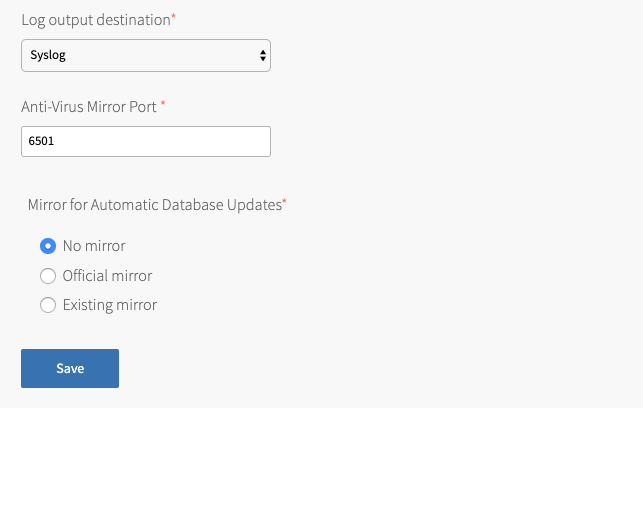 Log output destination*
Syslog
Anti-Virus Mirror Port *
6501
Mirror for Automatic Database Updates*
No mirror
Official mirror
Existing mirror
Save